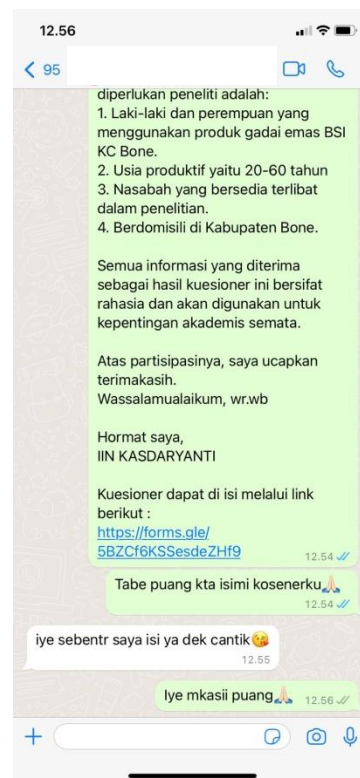 12.56
95
diperlukan peneliti adalah:
1. Laki-laki dan perempuan yang
menggunakan produk gadai emas BSI
KC Bone.
2. Usia produktif yaitu 20-60 tahun
3. Nasabah yang bersedia terlibat
dalam penelitian.
4. Berdomisili di Kabupaten Bone.
Semua informasi yang diterima
sebagai hasil kuesioner ini bersifat
rahasia dan akan digunakan untuk
kepentingan akademis semata.
Atas partisipasinya, saya ucapkan
terimakasih.
Wassalamualaikum, wr.wb
Hormat saya,
IIN KASDARYANTI
Kuesioner dapat di isi melalui link
berikut :
https://forms.gle/
5BZCf6KSSesdeZHf9
12.54
Tabe puang kta isimi kosenerku🙏🏻
12.54
iye sebentr saya isi ya dek cantik😘
12.55
Iye mkasii puang🙏🏻 12.56